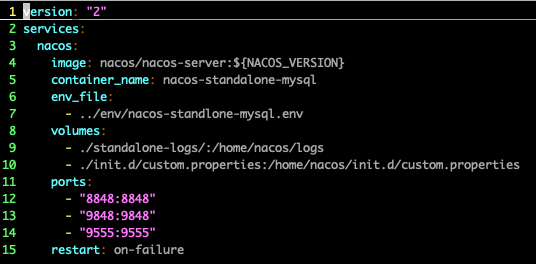 1 version: "2"
2 services:
3   nacos:
4     image: nacos/nacos-server:${NACOS_VERSION}
5     container_name: nacos-standalone-mysql
6     env_file:
7       - ../env/nacos-standlone-mysql.env
8     volumes:
9       - ./standalone-logs/:/home/nacos/logs
10       - ./init.d/custom.properties:/home/nacos/init.d/custom.properties
11     ports:
12       - "8848:8848"
13       - "9848:9848"
14       - "9555:9555"
15     restart: on-failure